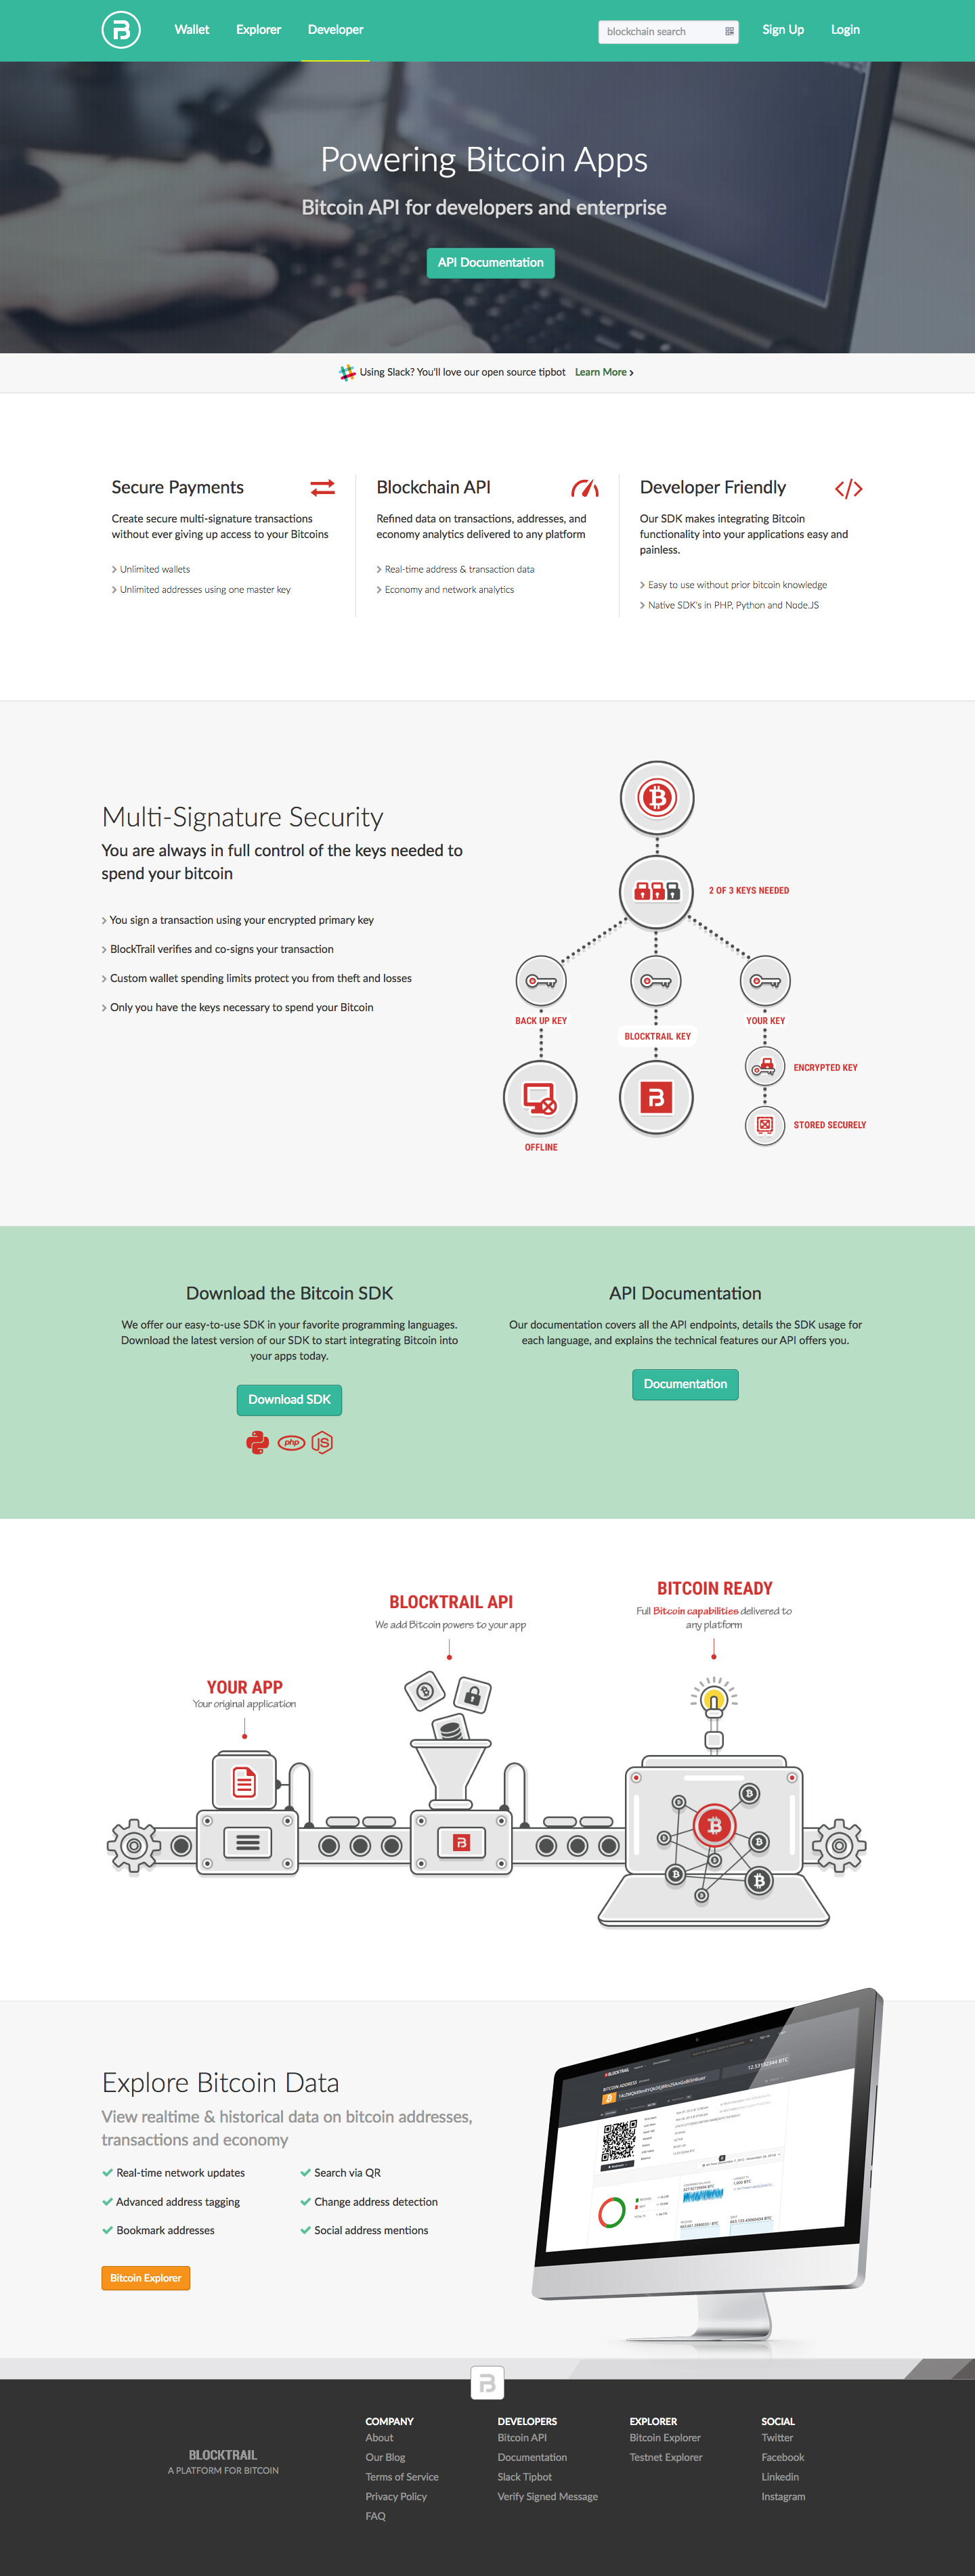 Wallet Explorer Developer blockchain search Sign Up Login
Powering Bitcoin Apps
Bitcoin API for developers and enterprise
API Documentation
Using Slack? You'll love our open source tipbot Learn More
Secure Payments
Create secure multi-signature transactions
without ever giving up access to your Bitcoins
Unlimited wallets
Unlimited addresses using one master key
Blockchain API
Refined data on transactions, addresses, and
economy analytics delivered to any platform
Real-time address & transaction data
Economy and network analytics
Developer Friendly
Our SDK makes integrating Bitcoin
functionality into your applications easy and
painless.
Easy to use without prior bitcoin knowledge
Native SDK's in PHP, Python and Node.JS
Multi-Signature Security
You are always in full control of the keys needed to
spend your bitcoin
You sign a transaction using your encrypted primary key
BlockTrail verifies and co-signs your transaction
Custom wallet spending limits protect you from theft and losses
Only you have the keys necessary to spend your Bitcoin
2 OF 3 KEYS NEEDED
BACK UP KEY
BLOCKTRAIL KEY
YOUR KEY
ENCRYPTED KEY
STORED SECURELY
OFFLINE
Download the Bitcoin SDK
We offer our easy-to-use SDK in your favorite programming languages.
Download the latest version of our SDK to start integrating Bitcoin into
your apps today.
Download SDK
php JS
API Documentation
Our documentation covers all the API endpoints, details the SDK usage for
each language, and explains the technical features our API offers you.
Documentation
YOUR APP
Your original application
BLOCKTRAIL API
We add Bitcoin powers to your app
BITCOIN READY
Full Bitcoin capabilities delivered to
any platform
Explore Bitcoin Data
View realtime & historical data on bitcoin addresses,
transactions and economy
Real-time network updates
Search via QR
Advanced address tagging
Change address detection
Bookmark addresses
Social address mentions
Bitcoin Explorer
BLOCKTRAIL
BITCOIN ADDRESS
BLOCKTRAIL
A PLATFORM FOR BITCOIN
COMPANY
About
Our Blog
Terms of Service
Privacy Policy
FAQ
DEVELOPERS
Bitcoin API
Documentation
Slack Tipbot
Verify Signed Message
EXPLORER
Bitcoin Explorer
Testnet Explorer
SOCIAL
Twitter
Facebook
Linkedin
Instagram